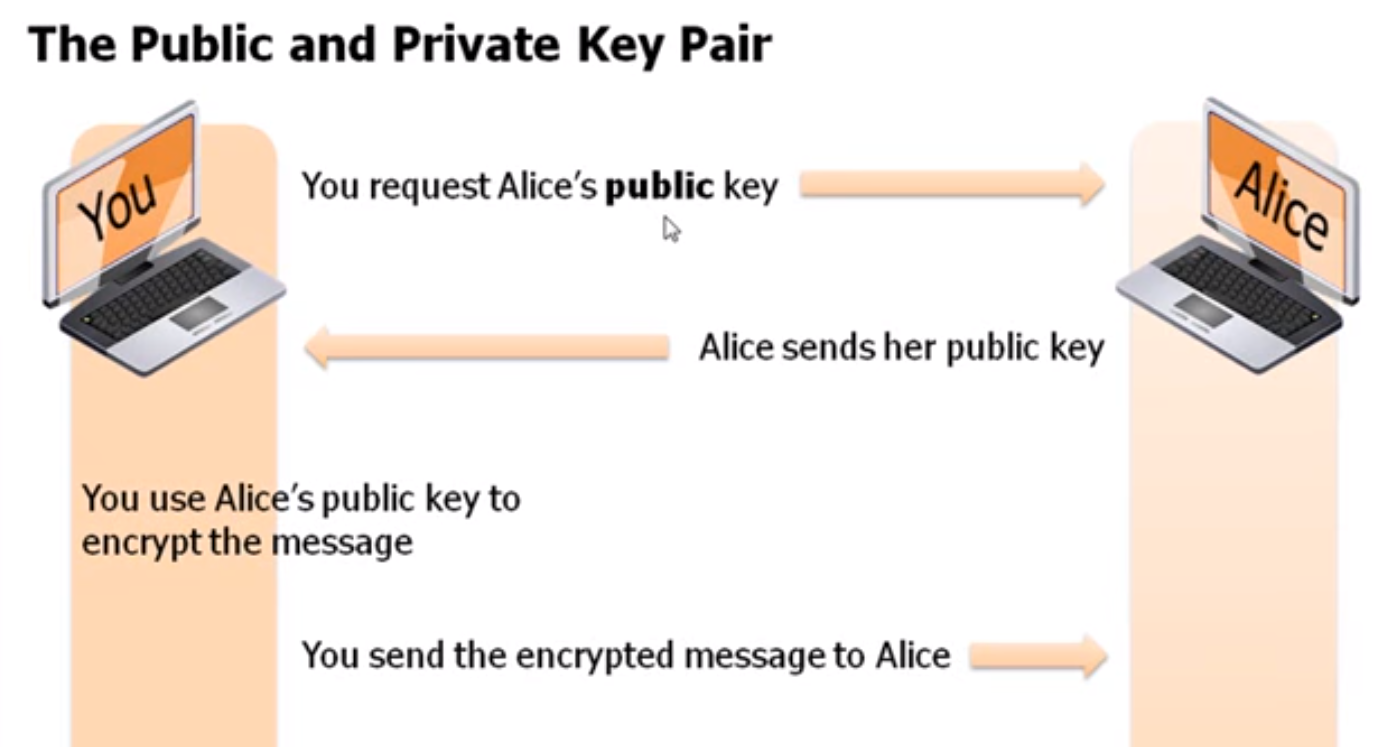 The Public and Private Key Pair
You
Alice
You request Alice's public key
Alice sends her public key
You use Alice's public key to
encrypt the message
You send the encrypted message to Alice